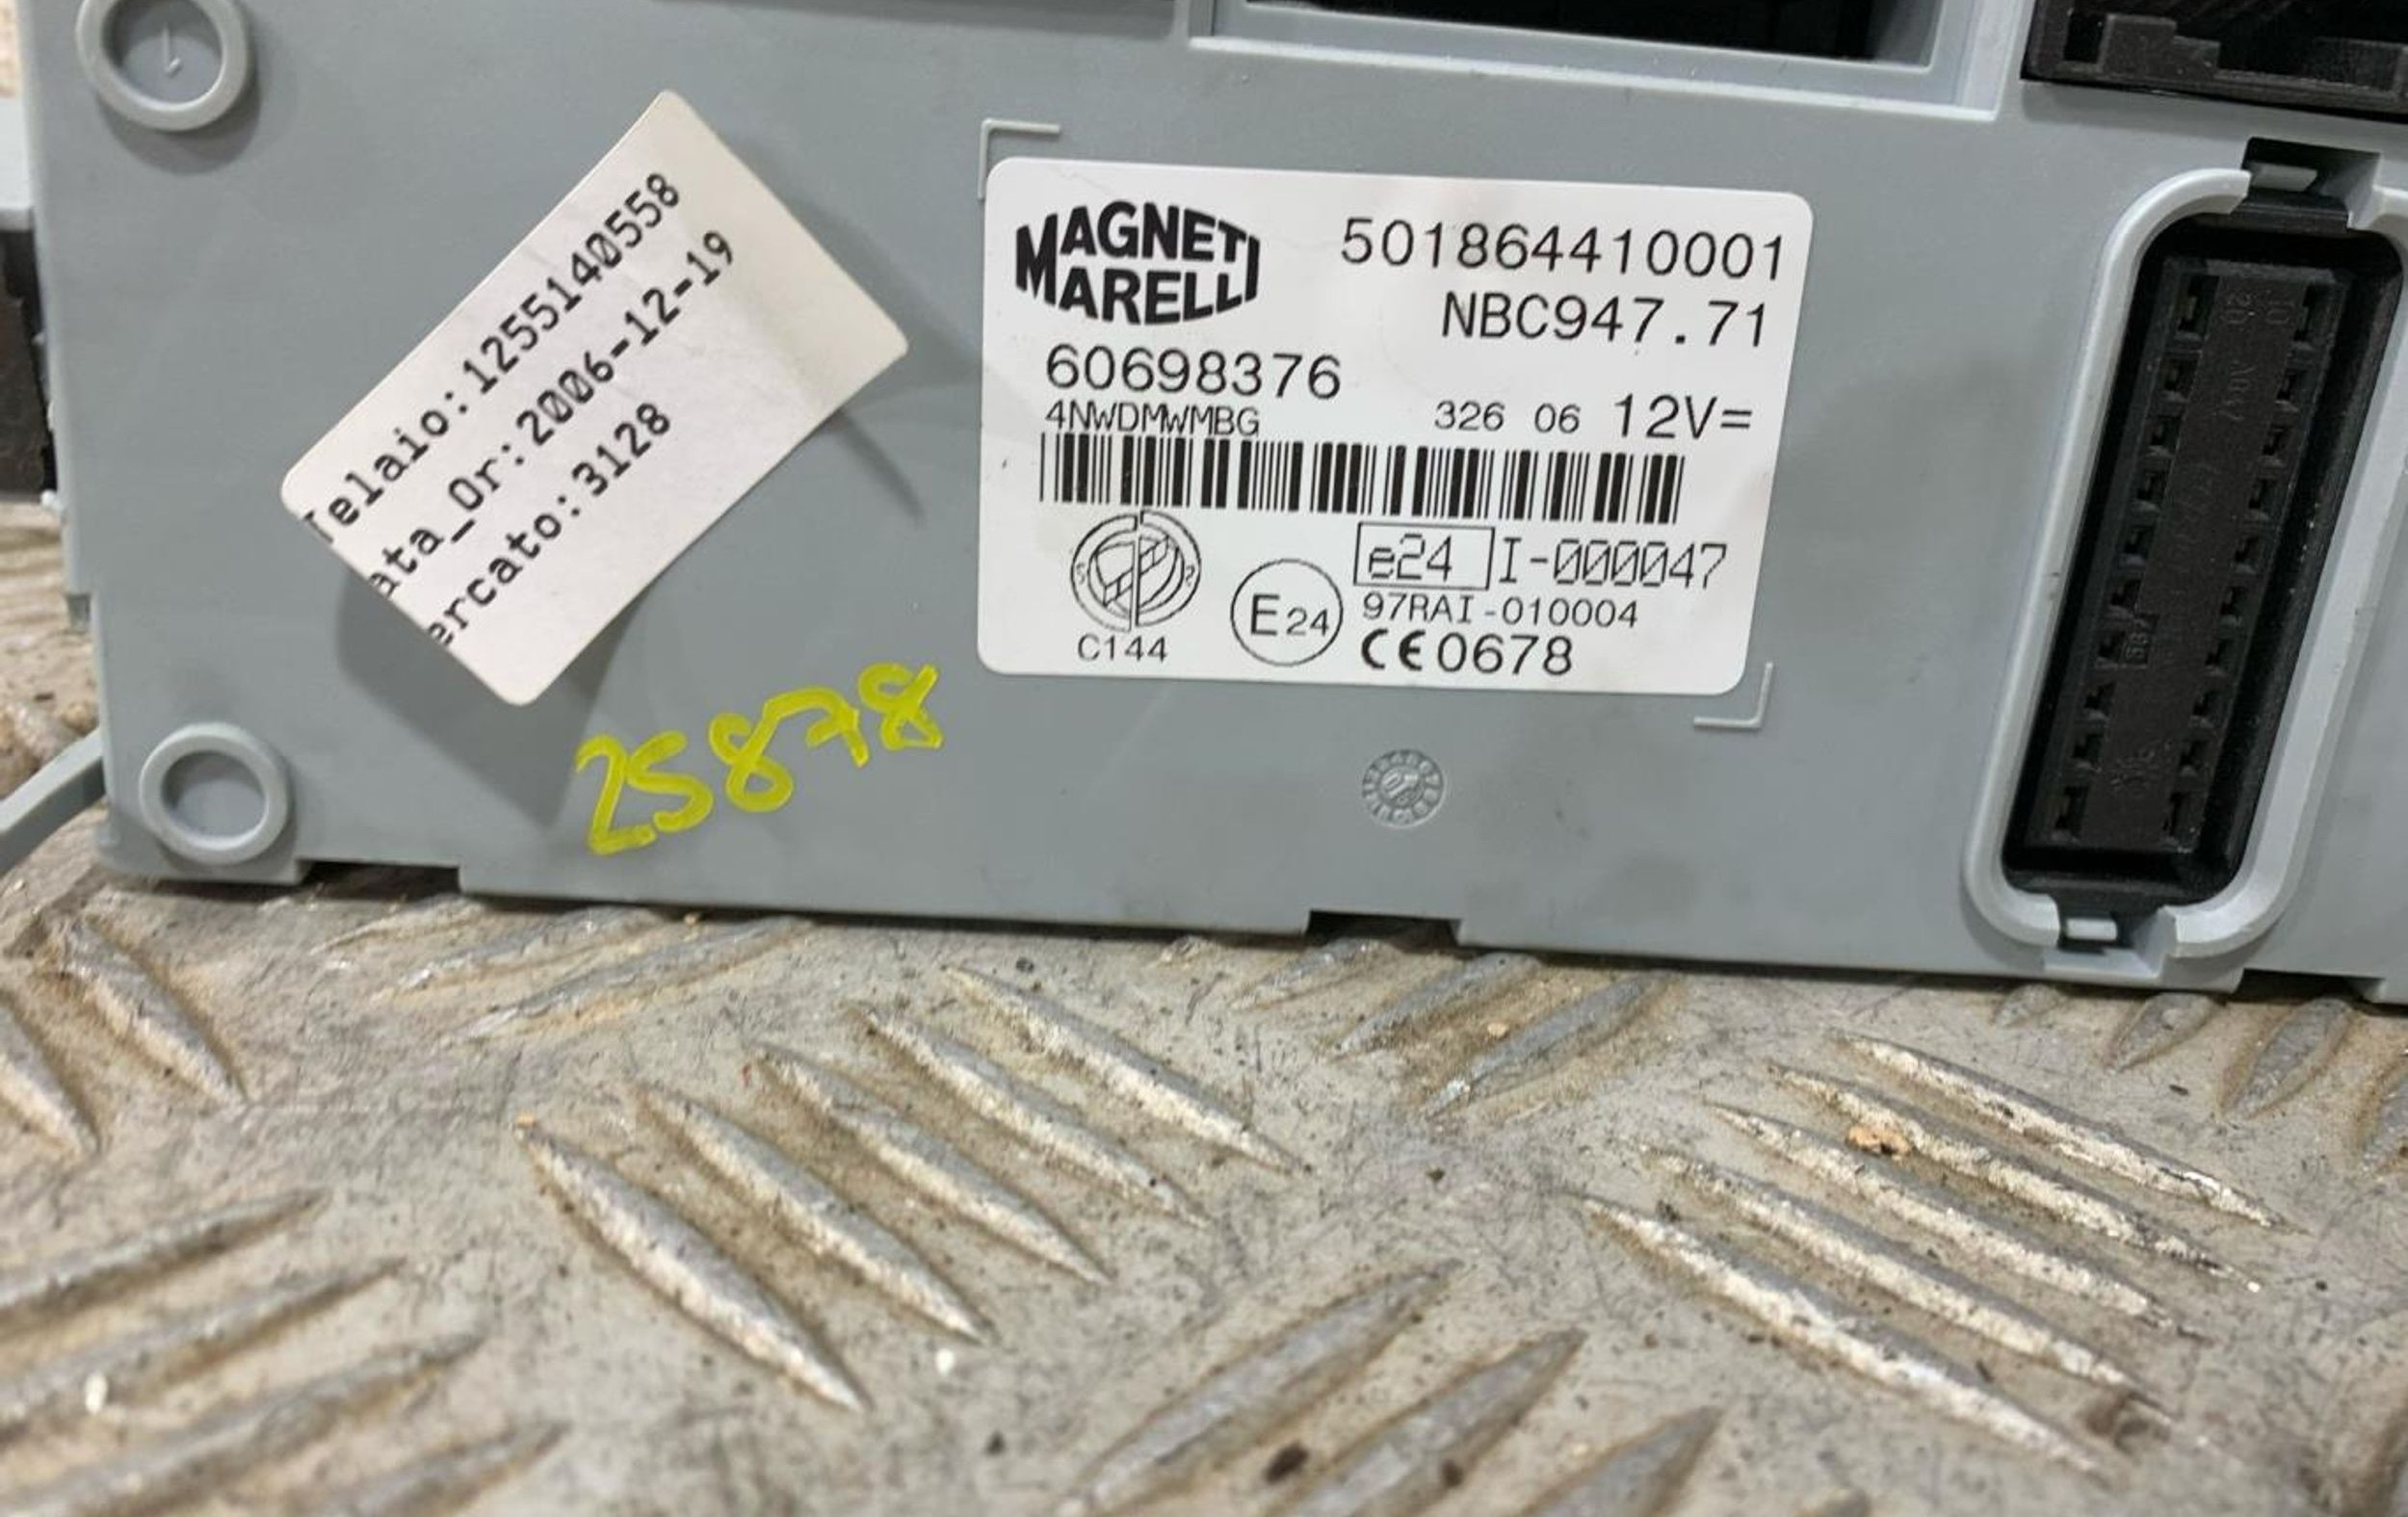 Telaio:1255140558
ata_Or:2006-12-19
ercato:3128
MAGNETI
MARELLI
501864410001
NBC947.71
60698376
4NWDMWMBG 326 06 12V=
e24 I-000047
E24 97RAI-010004
C144 CE0678
25878